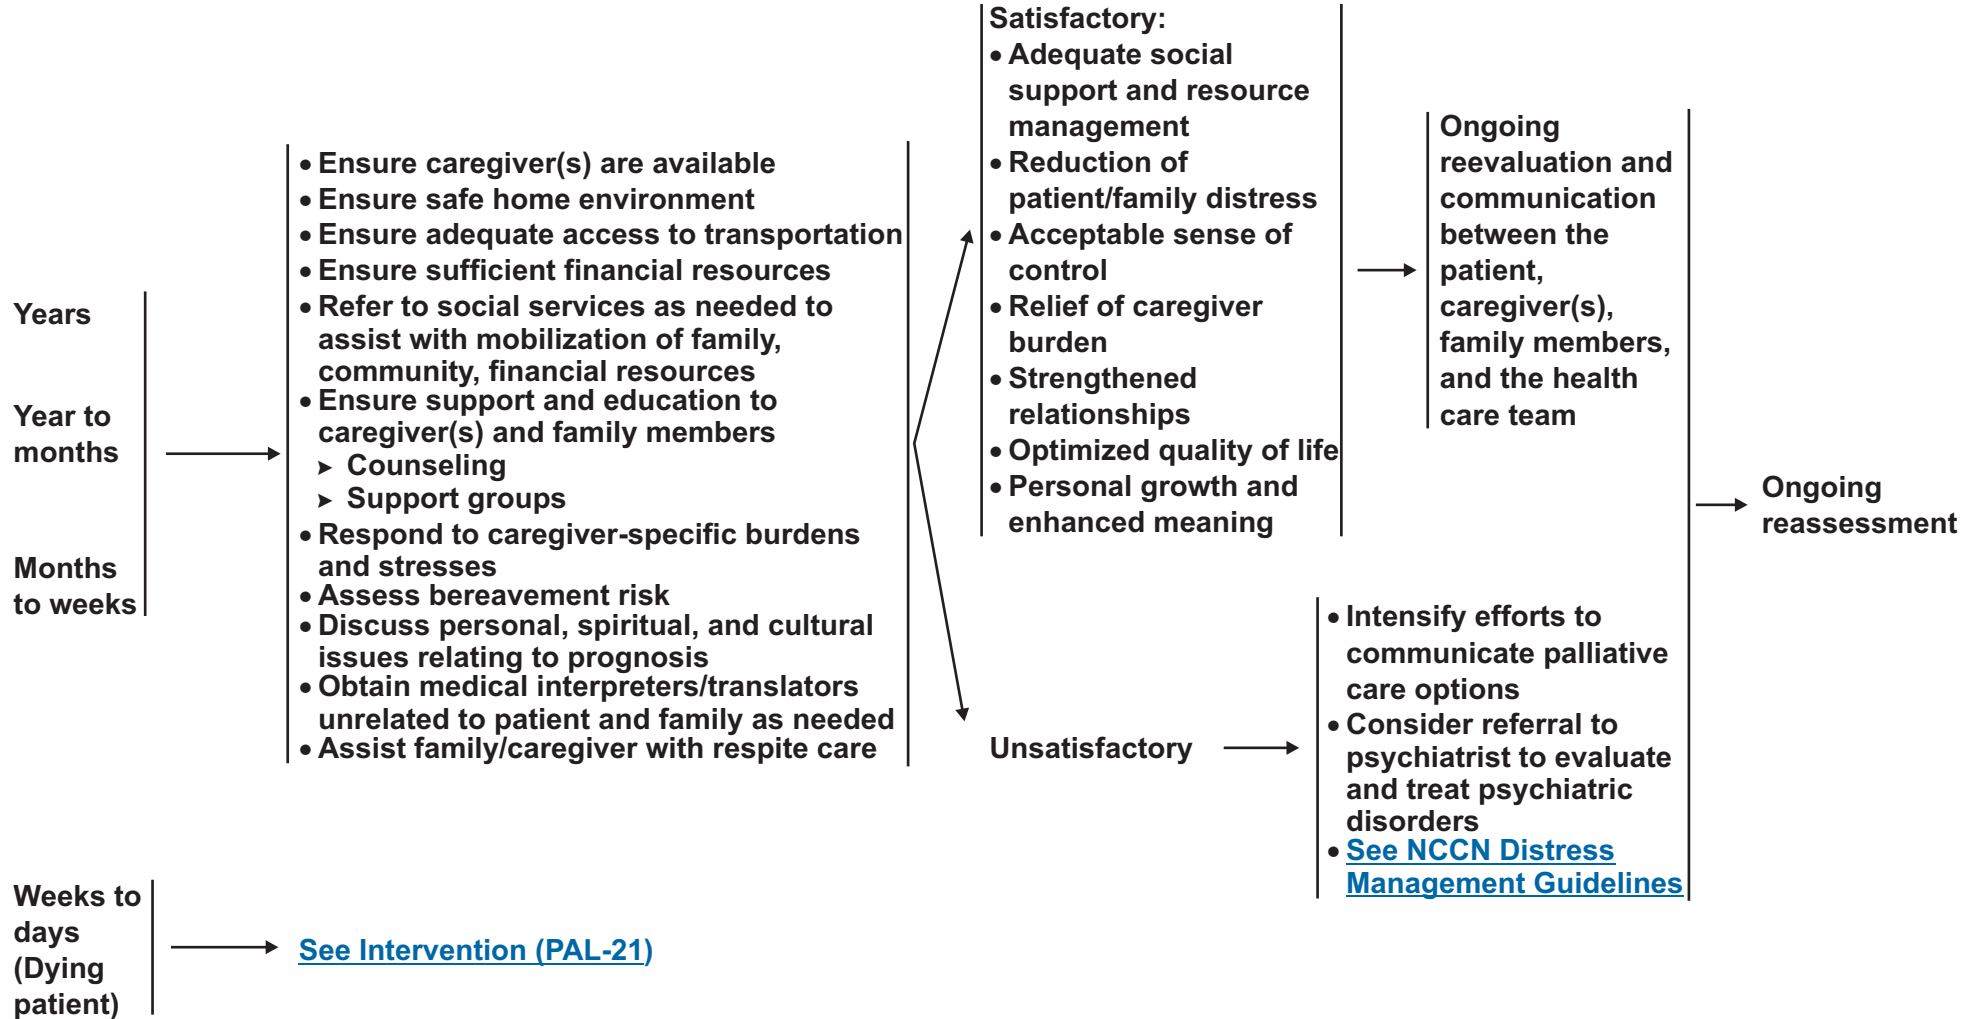 Years
Year to
months
Months
to weeks
• Ensure caregiver(s) are available
• Ensure safe home environment
• Ensure adequate access to transportation
• Ensure sufficient financial resources
• Refer to social services as needed to
assist with mobilization of family,
community, financial resources
• Ensure support and education to
caregiver(s) and family members
➤ Counseling
➤ Support groups
• Respond to caregiver-specific burdens
and stresses
• Assess bereavement risk
• Discuss personal, spiritual, and cultural
issues relating to prognosis
• Obtain medical interpreters/translators
unrelated to patient and family as needed
• Assist family/caregiver with respite care
Satisfactory:
• Adequate social
support and resource
management
• Reduction of
patient/family distress
• Acceptable sense of
control
• Relief of caregiver
burden
• Strengthened
relationships
• Optimized quality of life
• Personal growth and
enhanced meaning
Ongoing
reevaluation and
communication
between the
patient,
caregiver(s),
family members,
and the health
care team
Unsatisfactory
• Intensify efforts to
communicate palliative
care options
• Consider referral to
psychiatrist to evaluate
and treat psychiatric
disorders
• See NCCN Distress
Management Guidelines
Ongoing
reassessment
Weeks to
days
(Dying
patient)
See Intervention (PAL-21)